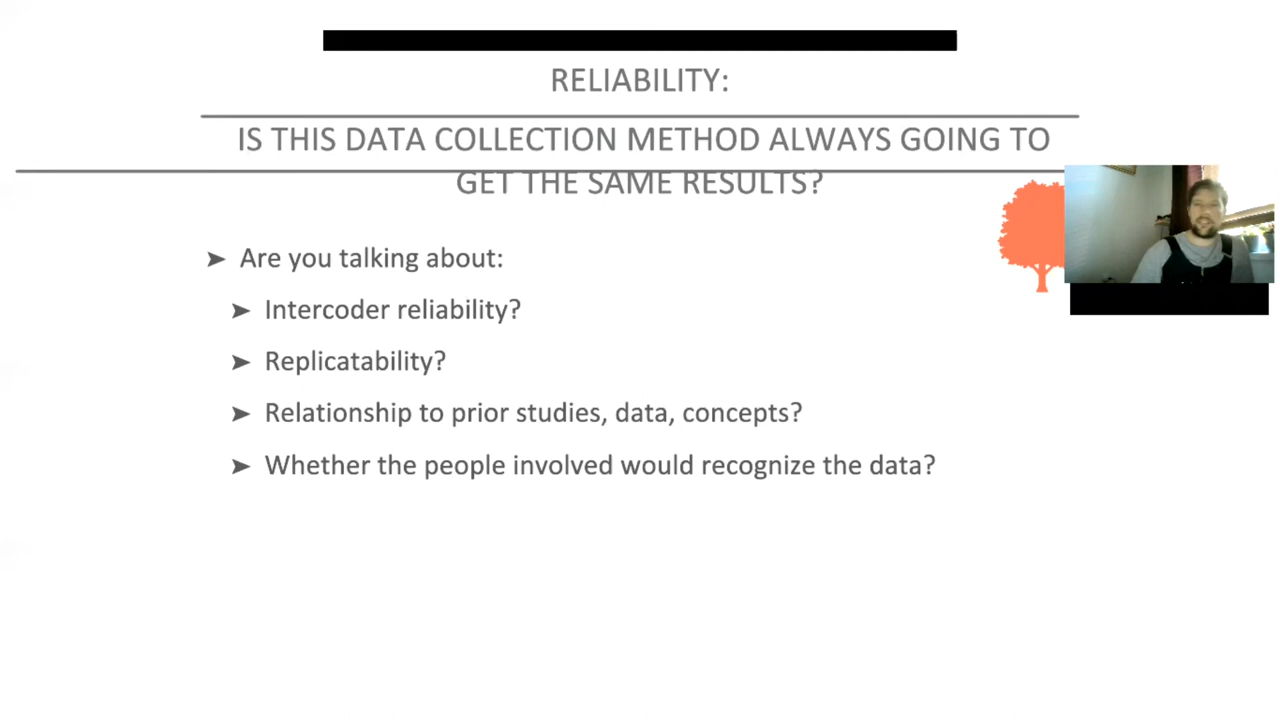 RELIABILITY:
IS THIS DATA COLLECTION METHOD ALWAYS GOING TO
GET THE SAME RESULTS?
➤ Are you talking about:
➤ Intercoder reliability?
➤ Replicatability?
➤ Relationship to prior studies, data, concepts?
➤ Whether the people involved would recognize the data?